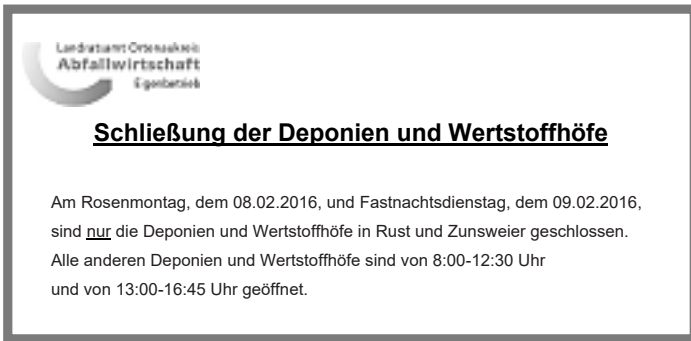 Landratsamt Ortenaukreis
Abfallwirtschaft
Eigenbetrieb
Schließung der Deponien und Wertstoffhöfe
Am Rosenmontag, dem 08.02.2016, und Fastnachtsdienstag, dem 09.02.2016,
sind nur die Deponien und Wertstoffhöfe in Rust und Zunsweier geschlossen.
Alle anderen Deponien und Wertstoffhöfe sind von 8:00-12:30 Uhr
und von 13:00-16:45 Uhr geöffnet.